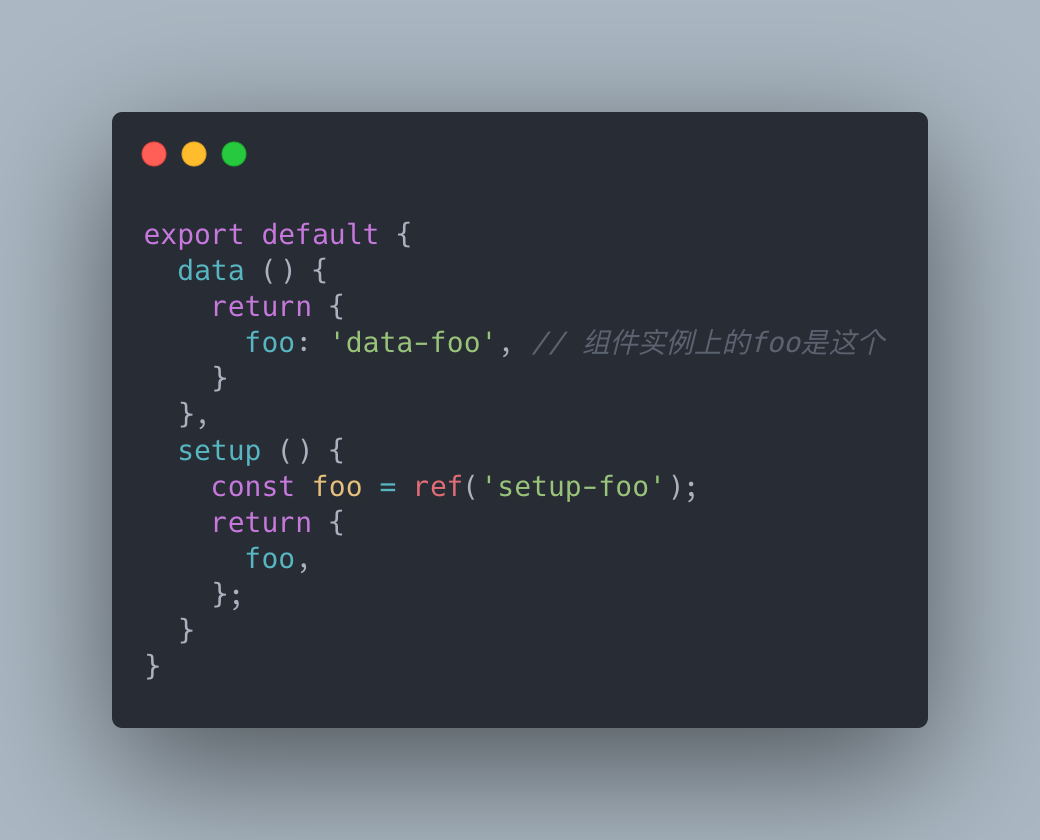 export default {
  data () {
    return {
      foo: 'data-foo', // 组件实例上的foo是这个
    }
  },
  setup () {
    const foo = ref('setup-foo');
    return {
      foo,
    };
  }
}